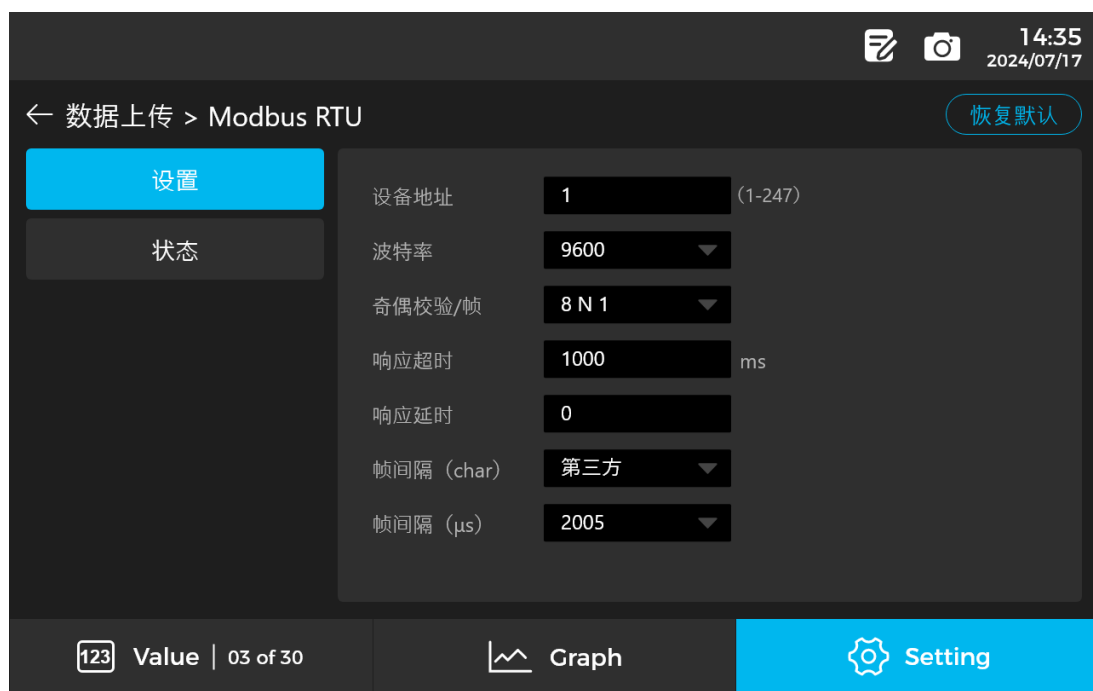 14:35
2024/07/17
数据上传 > Modbus RTU
恢复默认
设置
状态
设备地址 1 (1-247)
波特率 9600
奇偶校验/帧 8 N 1
响应超时 1000 ms
响应延时 0
帧间隔（char） 第三方
帧间隔（µs） 2005
123 Value | 03 of 30
Graph
Setting